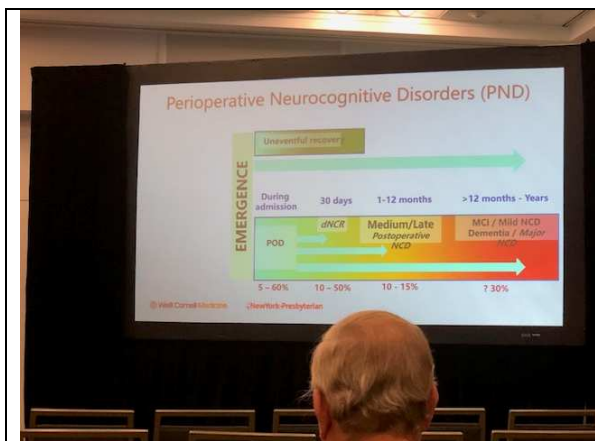 Perioperative Neurocognitive Disorders (PND)
EMERGENCE
Uneventful recovery
During admission
30 days
1-12 months
>12 months - Years
POD
dNCR
Medium/Late
Postoperative
NCD
MCI / Mild NCD
Dementia / Major
NCD
5 – 60%
10 – 50%
10 - 15%
? 30%
Weill Cornell Medicine
NewYork-Presbyterian